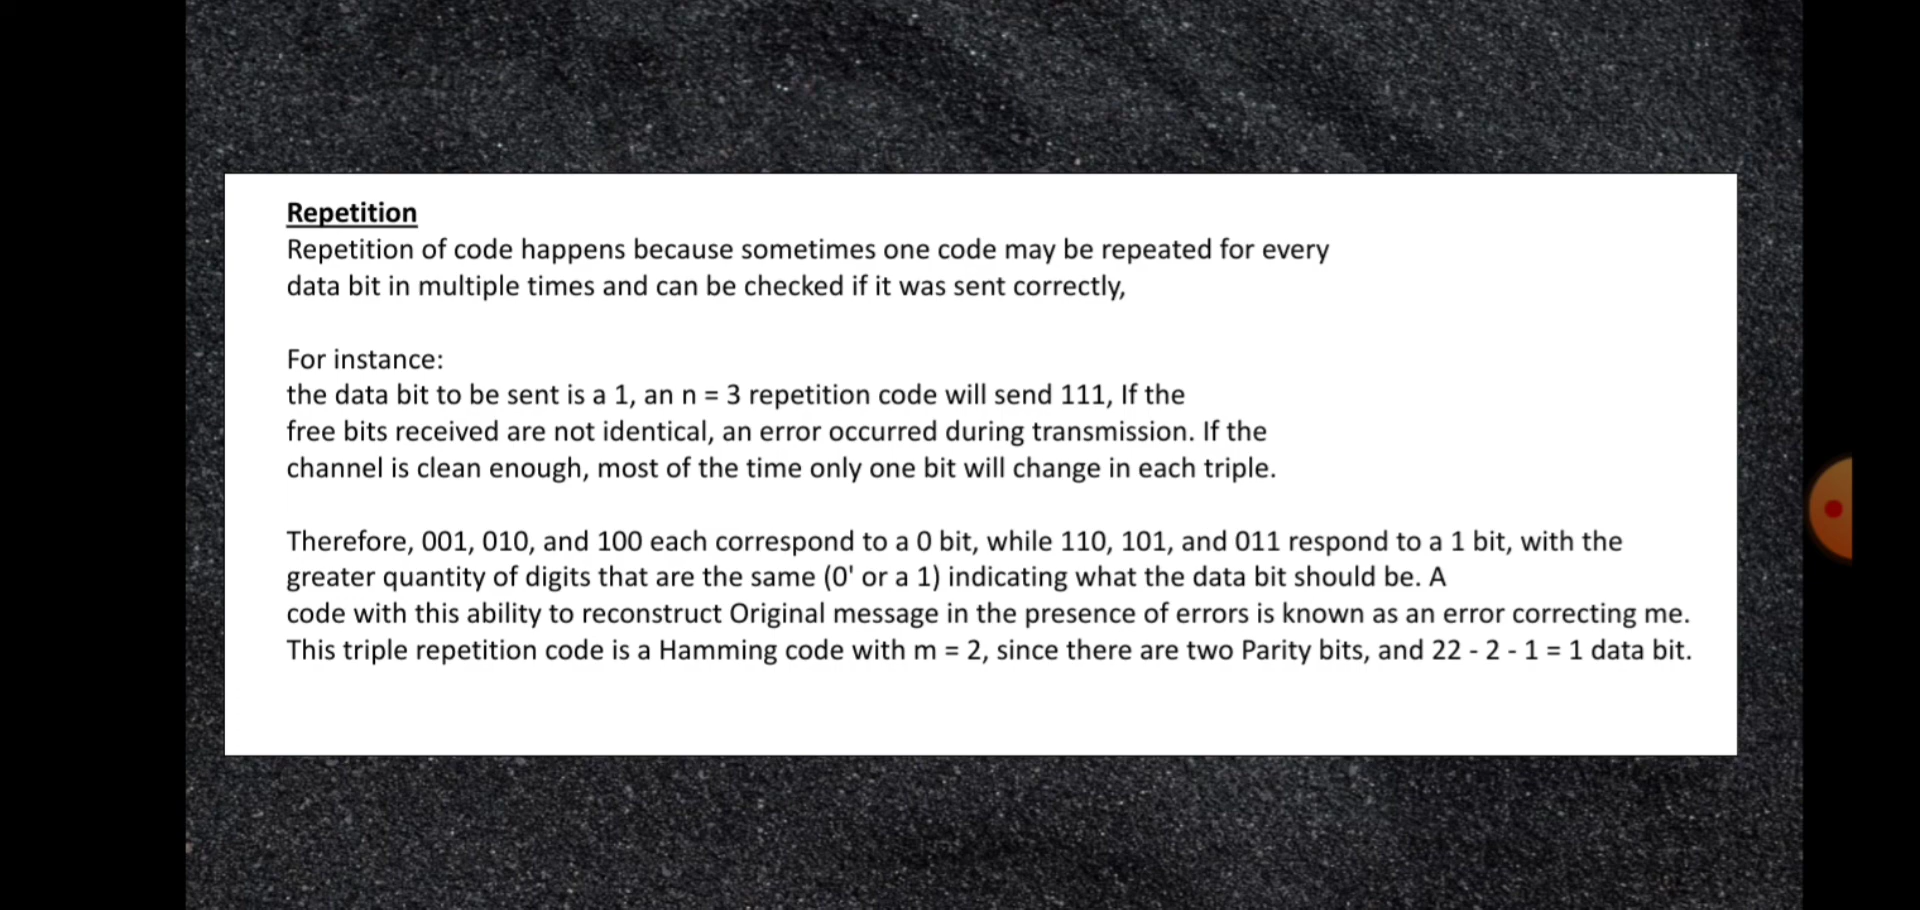 Repetition
Repetition of code happens because sometimes one code may be repeated for every
data bit in multiple times and can be checked if it was sent correctly,
For instance:
the data bit to be sent is a 1, an n = 3 repetition code will send 111, If the
free bits received are not identical, an error occurred during transmission. If the
channel is clean enough, most of the time only one bit will change in each triple.
Therefore, 001, 010, and 100 each correspond to a 0 bit, while 110, 101, and 011 respond to a 1 bit, with the
greater quantity of digits that are the same (0' or a 1) indicating what the data bit should be. A
code with this ability to reconstruct Original message in the presence of errors is known as an error correcting me.
This triple repetition code is a Hamming code with m = 2, since there are two Parity bits, and 22 - 2 - 1 = 1 data bit.